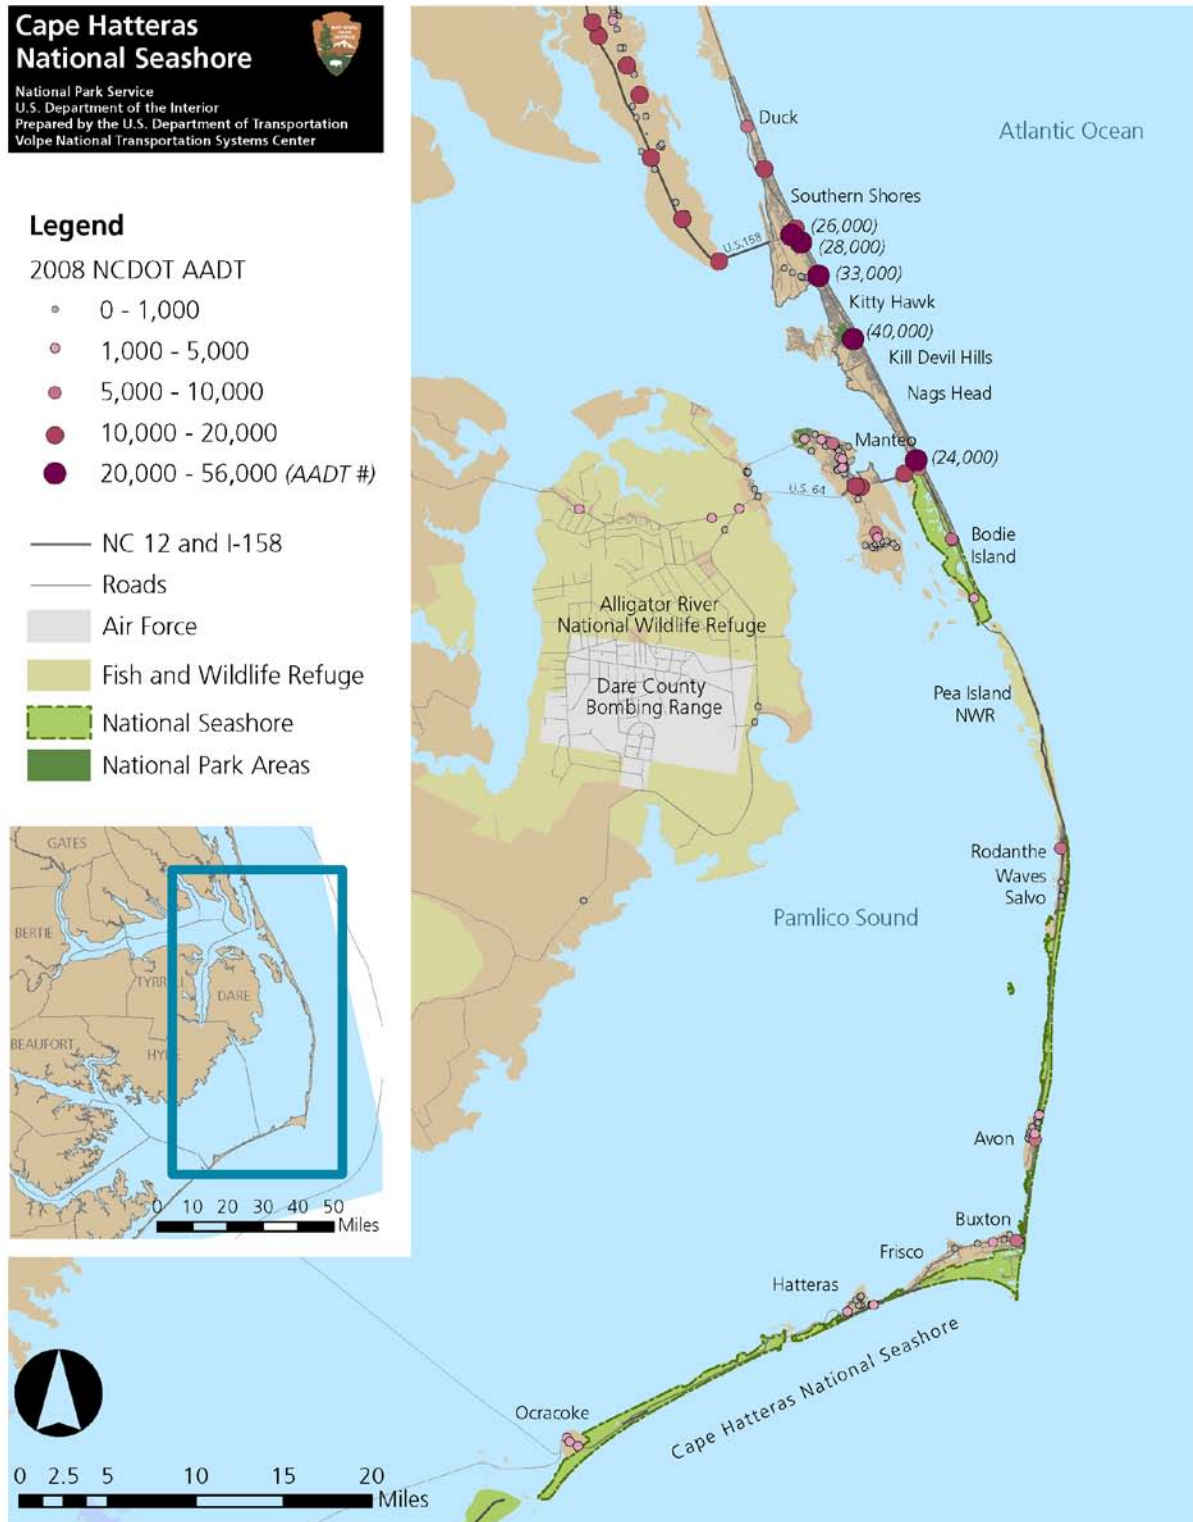 Cape Hatteras
National Seashore
National Park Service
U.S. Department of the Interior
Prepared by the U.S. Department of Transportation
Volpe National Transportation Systems Center
Legend
2008 NCDOT AADT
0 - 1,000
1,000 - 5,000
5,000 - 10,000
10,000 - 20,000
20,000 - 56,000 (AADT #)
NC 12 and I-158
Roads
Air Force
Fish and Wildlife Refuge
National Seashore
National Park Areas
GATES
BERTIE
TYRRELL
DARE
BEAUFORT
HYDE
0 10 20 30 40 50
Miles
Duck
Atlantic Ocean
Southern Shores
(26,000)
U.S.158
(28,000)
(33,000)
Kitty Hawk
(40,000)
Kill Devil Hills
Nags Head
Manteo
(24,000)
U.S. 64
Bodie
Island
Alligator River
National Wildlife Refuge
Dare County
Bombing Range
Pea Island
NWR
Rodanthe
Waves
Salvo
Pamlico Sound
Avon
Buxton
Frisco
Hatteras
Cape Hatteras National Seashore
Ocracoke
0 2.5 5 10 15 20
Miles